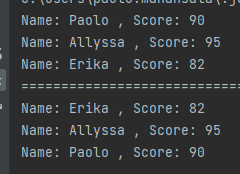 Name: Paolo , Score: 90
Name: Allyssa , Score: 95
Name: Erika , Score: 82
==============================
Name: Erika , Score: 82
Name: Allyssa , Score: 95
Name: Paolo , Score: 90